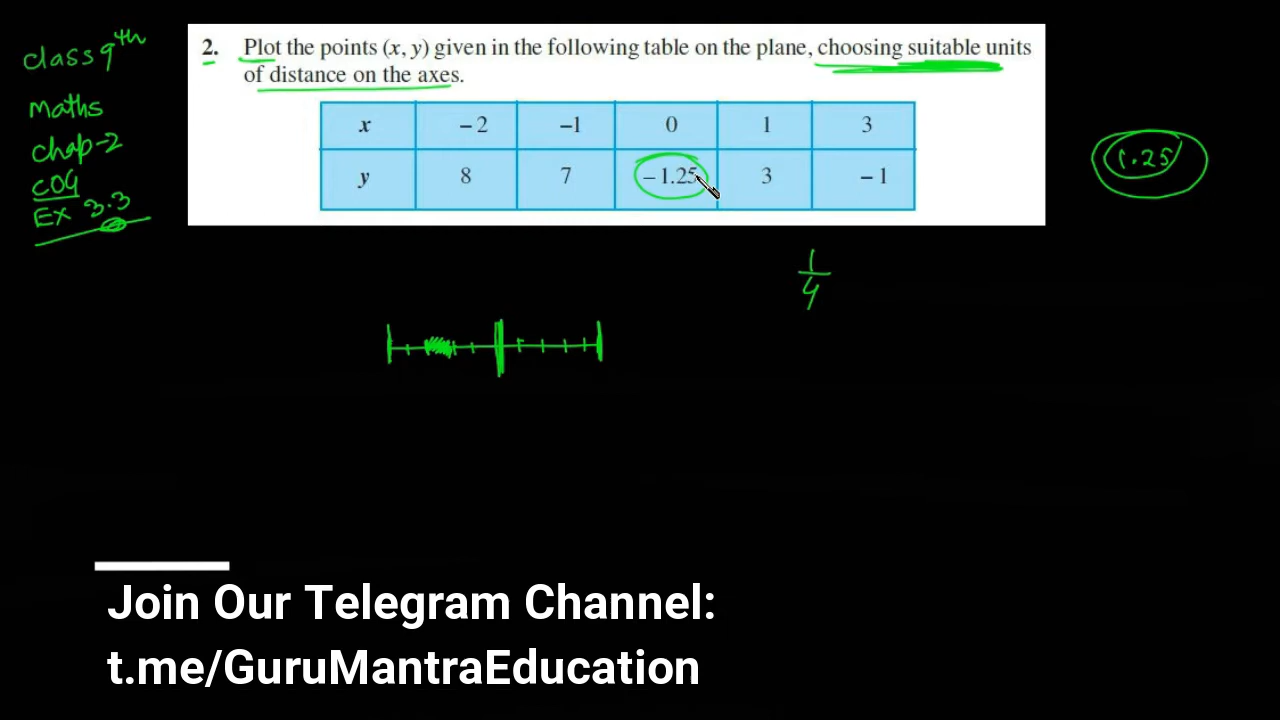 class 9th
Maths
chap-2
COG
EX 3.3
2. Plot the points (x, y) given in the following table on the plane, choosing suitable units
of distance on the axes.
x -2 -1 0 1 3
y 8 7 -1.25 3 -1
1.25
1/4
Join Our Telegram Channel:
t.me/GuruMantraEducation